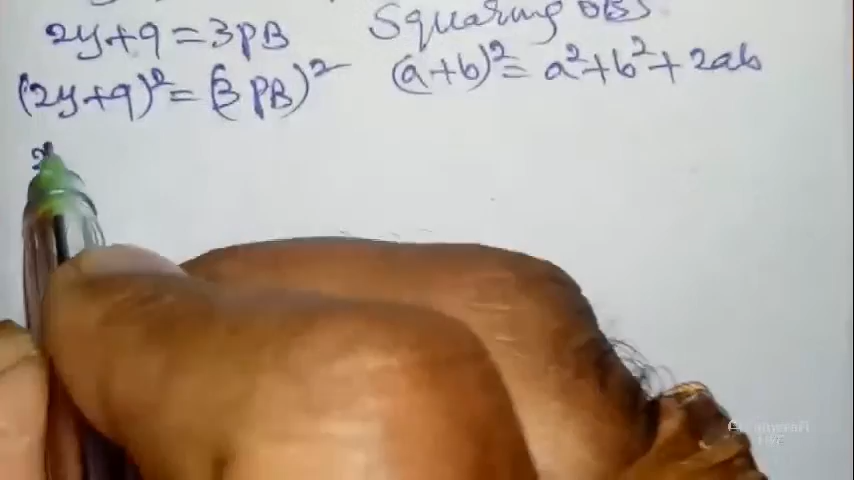 2y+9=3PB
Squaring OBS
(2y+9)²=(3PB)²
(a+b)²=a²+b²+2ab